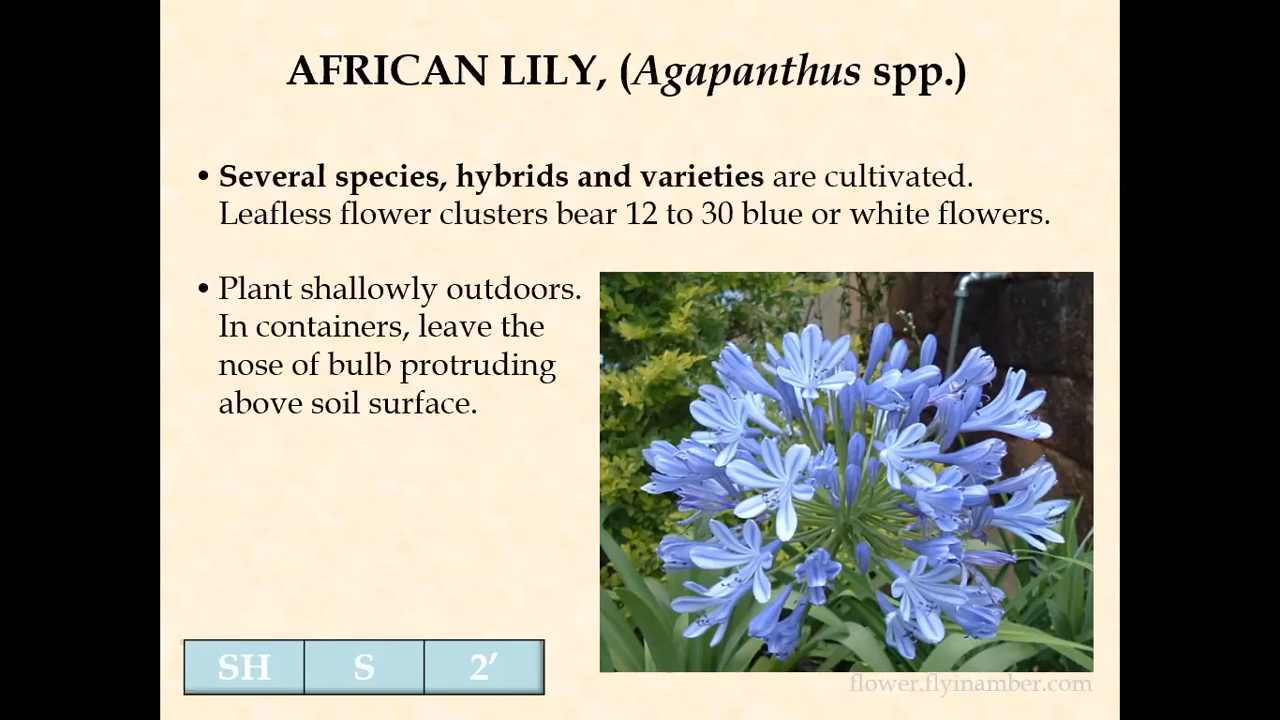 AFRICAN LILY, (Agapanthus spp.)
• Several species, hybrids and varieties are cultivated.
Leafless flower clusters bear 12 to 30 blue or white flowers.
• Plant shallowly outdoors.
In containers, leave the
nose of bulb protruding
above soil surface.
SH S 2′
flower.flyinamber.com